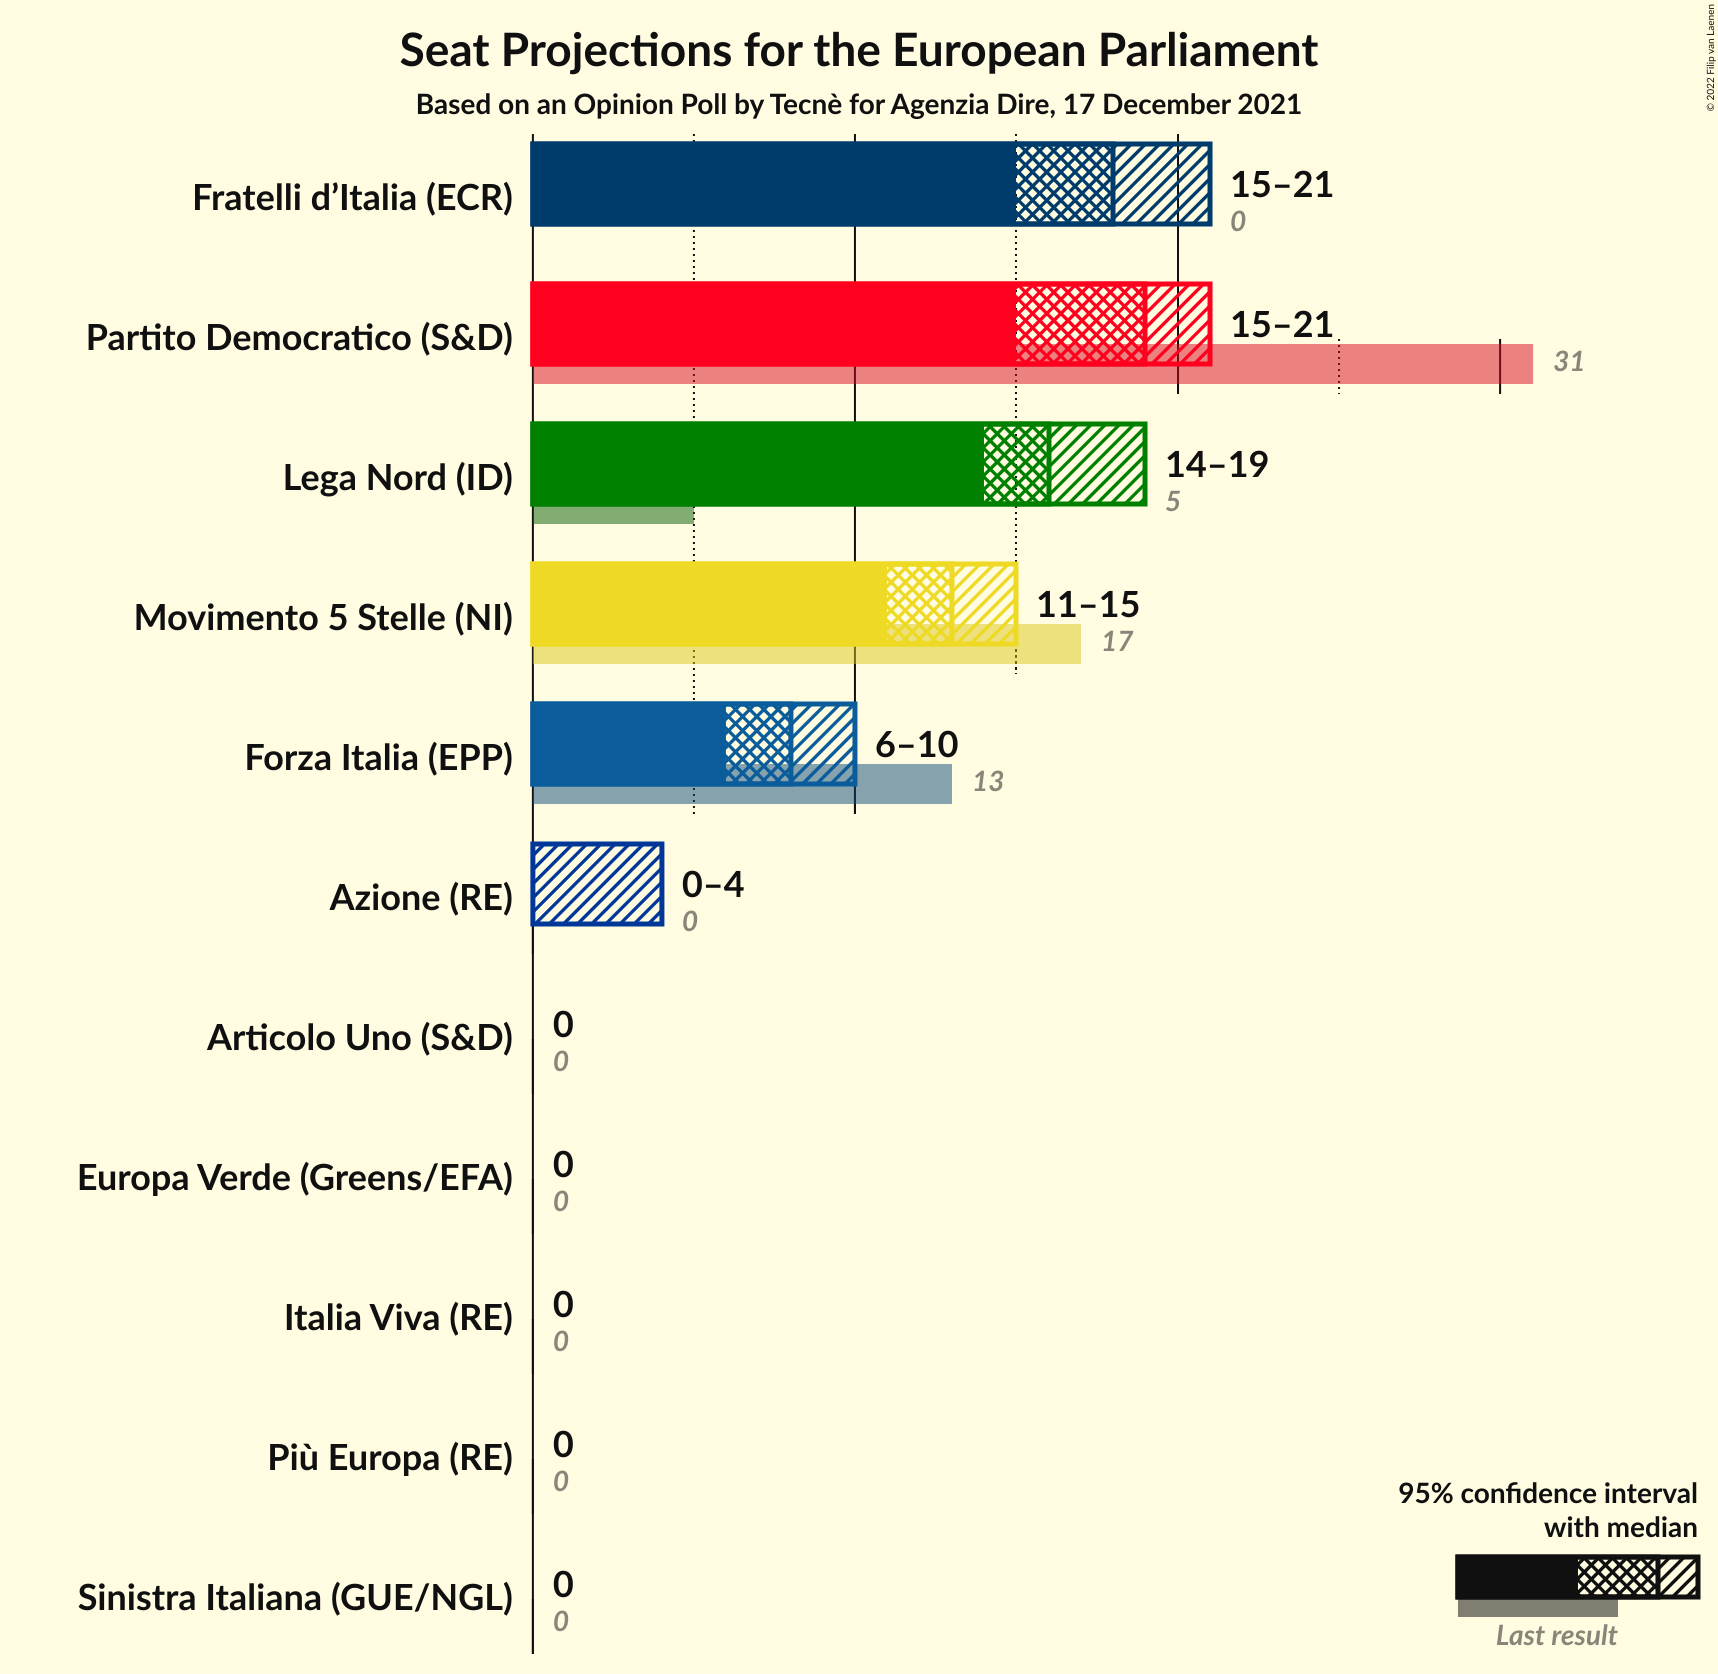 Seat Projections for the European Parliament
Based on an Opinion Poll by Tecnè for Agenzia Dire, 17 December 2021
© 2022 Filip van Laenen
Fratelli d’Italia (ECR)
15–21
0
Partito Democratico (S&D)
15–21
31
Lega Nord (ID)
14–19
5
Movimento 5 Stelle (NI)
11–15
17
Forza Italia (EPP)
6–10
13
Azione (RE)
0–4
0
Articolo Uno (S&D)
0
0
Europa Verde (Greens/EFA)
0
0
Italia Viva (RE)
0
0
Più Europa (RE)
0
0
Sinistra Italiana (GUE/NGL)
0
0
95% confidence interval
with median
Last result